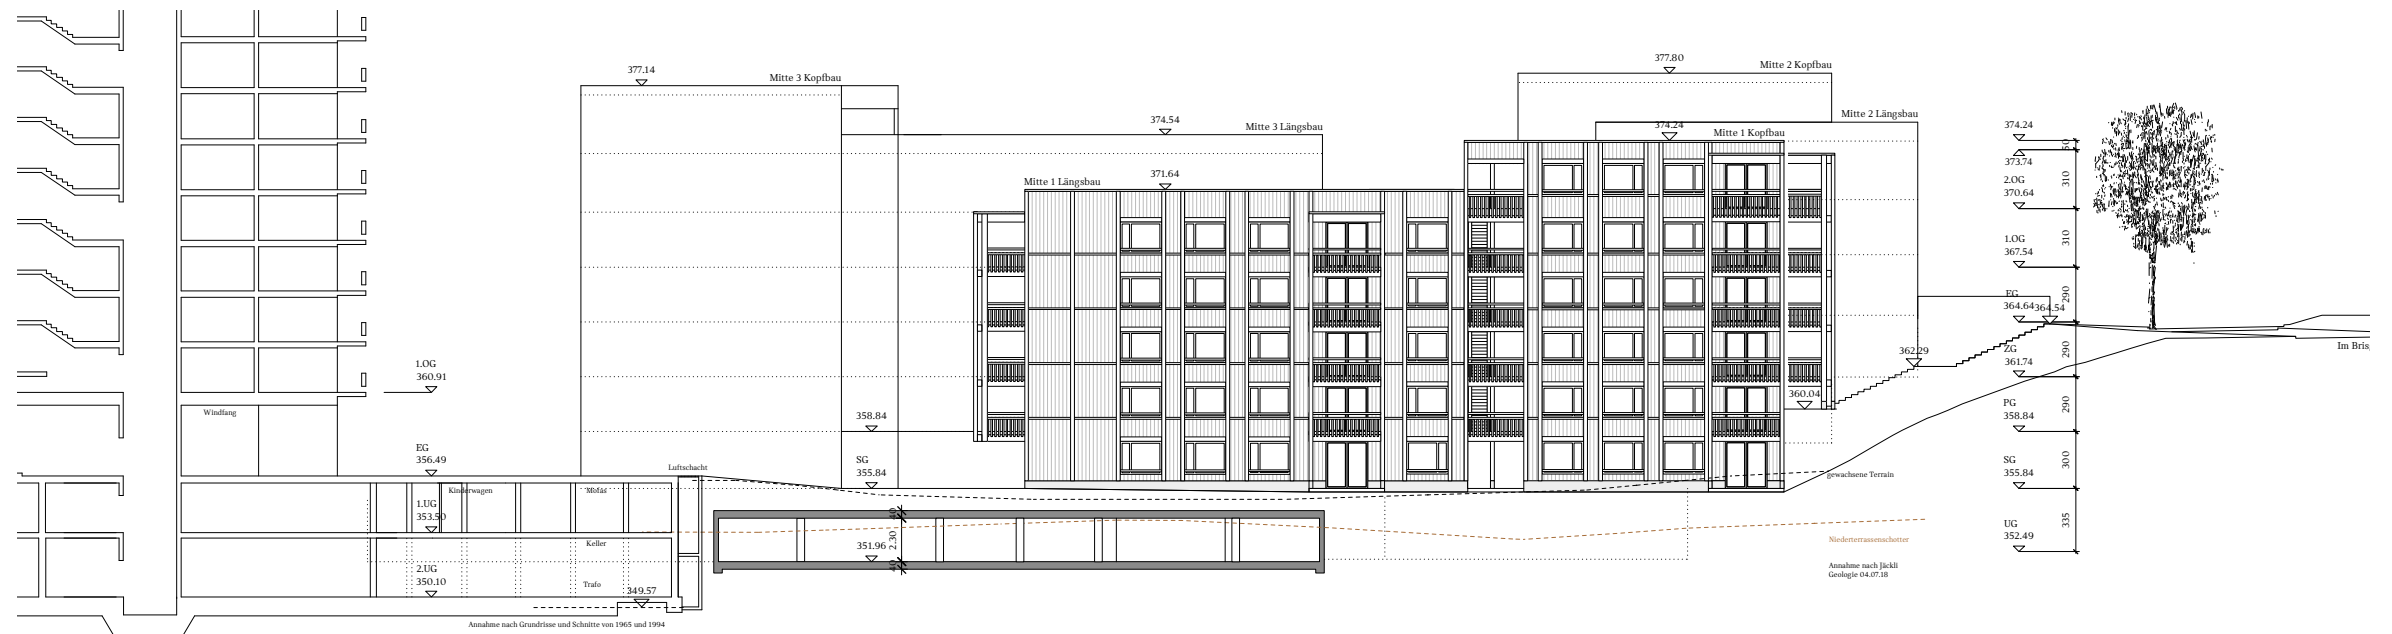 377.14
Mitte 3 Kopfbau
377.80
Mitte 2 Kopfbau
374.54
Mitte 3 Längsbau
374.24
Mitte 1 Kopfbau
Mitte 2 Längsbau
Mitte 1 Längsbau
371.64
374.24
50
373.74
310
2.OG
370.64
310
1.OG
367.54
290
EG
364.64
364.54
362.29
290
ZG
361.74
Im Bris
360.04
290
PG
358.84
300
SG
355.84
335
UG
352.49
1.OG
360.91
Windfang
358.84
EG
356.49
Luftschacht
SG
355.84
gewachsene Terrain
Kinderwagen
Mofas
1.UG
353.50
Keller
40
2.30
351.96
40
Niederterrassenschotter
2.UG
350.10
Trafo
349.57
Annahme nach Jäckli
Geologie 04.07.18
Annahme nach Grundrisse und Schnitte von 1965 und 1994